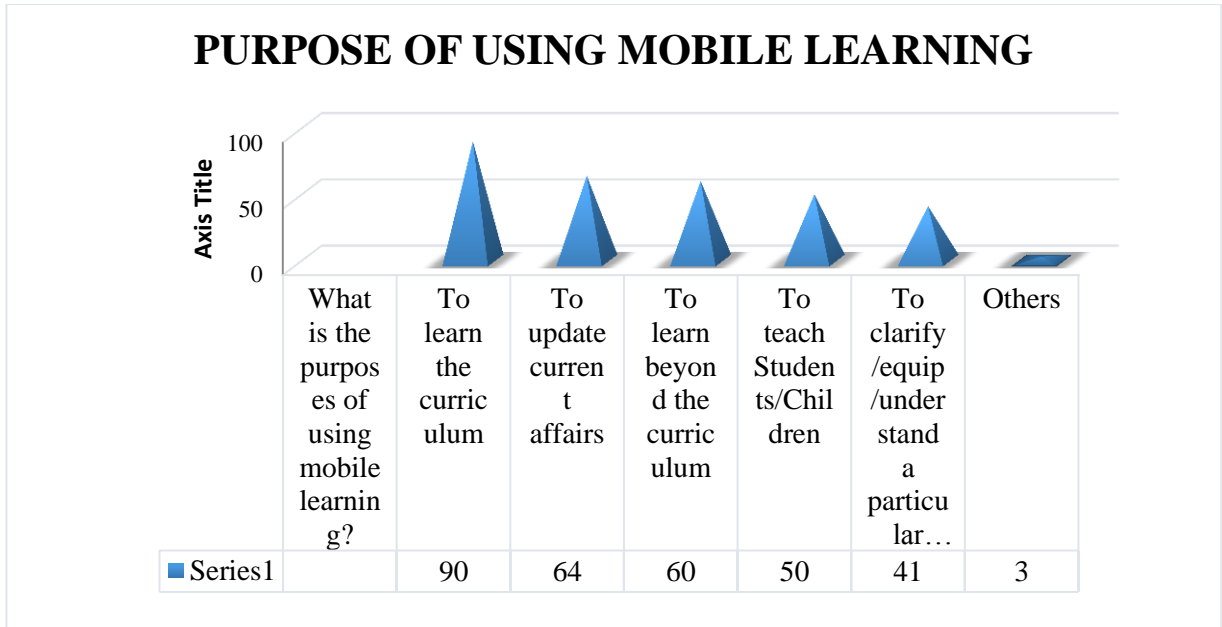 PURPOSE OF USING MOBILE LEARNING
Axis Title
100
50
0
What
is the
purpos
es of
using
mobile
learnin
g?
To
learn
the
curric
ulum
To
update
curren
t
affairs
To
learn
beyon
d the
curric
ulum
To
teach
Studen
ts/Chil
dren
To
clarify
/equip
/under
stand
a
particu
lar…
Others
Series1
90
64
60
50
41
3